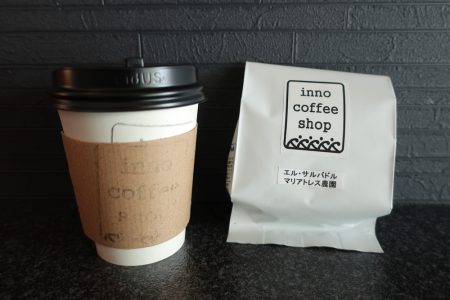 inno
coffee
inno
coffee
shop
エル・サルバドル
マリアトレス農園